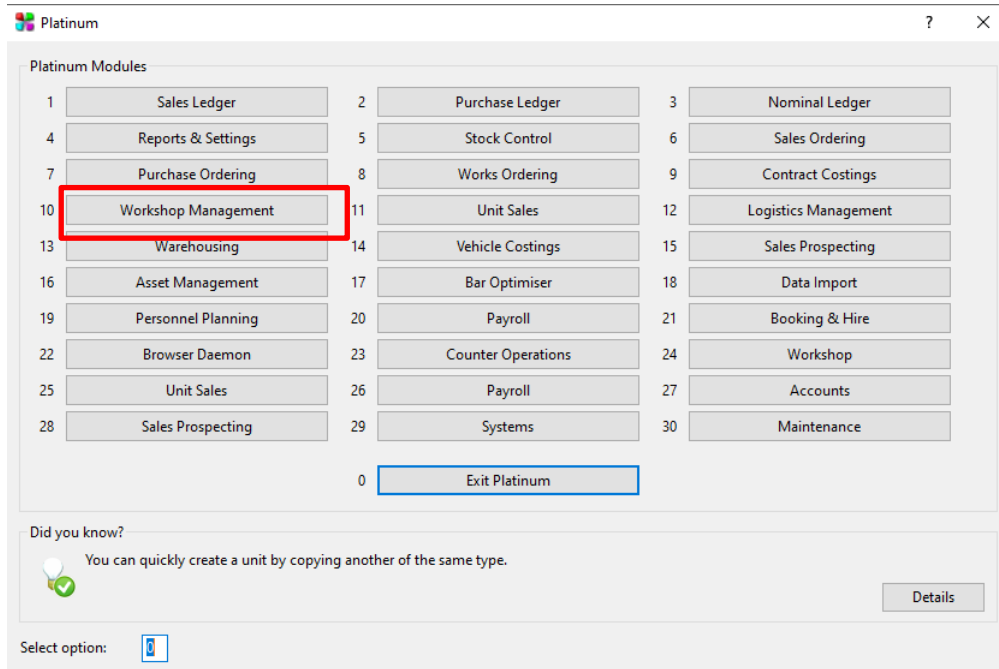 Platinum ? ×
Platinum Modules
1 Sales Ledger 2 Purchase Ledger 3 Nominal Ledger
4 Reports & Settings 5 Stock Control 6 Sales Ordering
7 Purchase Ordering 8 Works Ordering 9 Contract Costings
10 Workshop Management 11 Unit Sales 12 Logistics Management
13 Warehousing 14 Vehicle Costings 15 Sales Prospecting
16 Asset Management 17 Bar Optimiser 18 Data Import
19 Personnel Planning 20 Payroll 21 Booking & Hire
22 Browser Daemon 23 Counter Operations 24 Workshop
25 Unit Sales 26 Payroll 27 Accounts
28 Sales Prospecting 29 Systems 30 Maintenance
0 Exit Platinum
Did you know?
You can quickly create a unit by copying another of the same type.
Details
Select option: 0